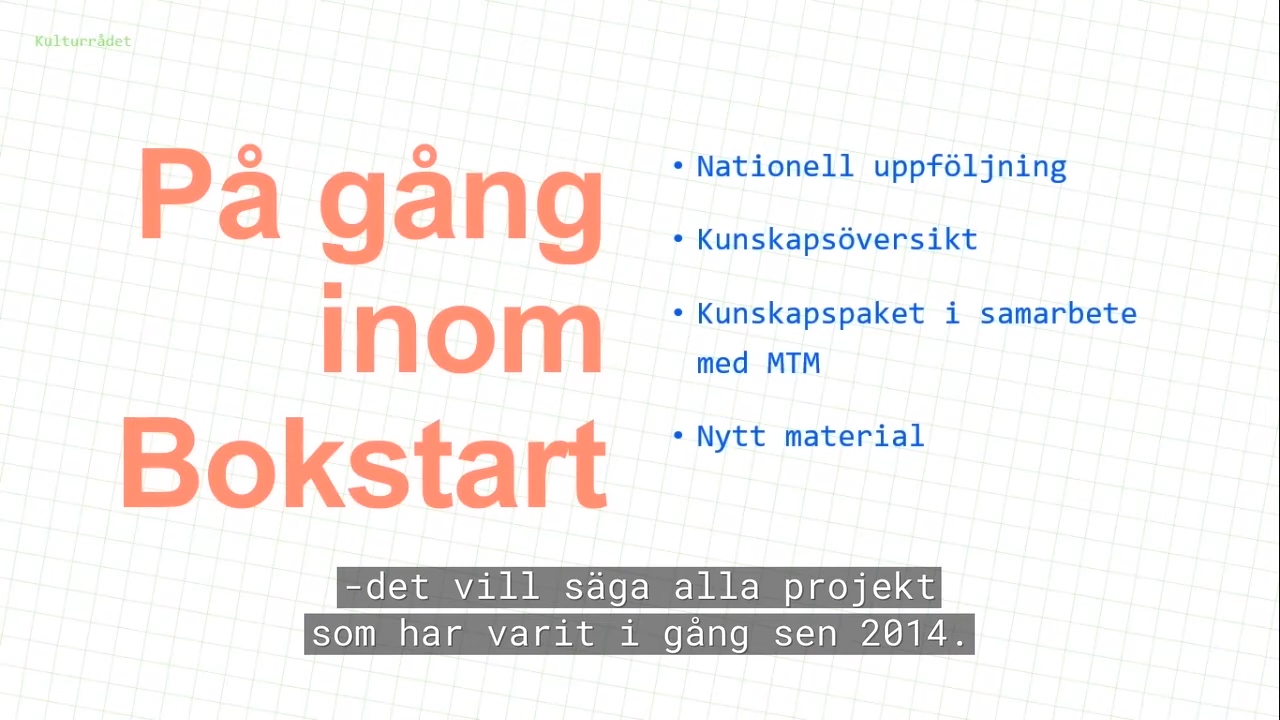 Kulturrådet
På gång
inom
Bokstart
• Nationell uppföljning
• Kunskapsöversikt
• Kunskapspaket i samarbete
med MTM
• Nytt material
-det vill säga alla projekt
som har varit i gång sen 2014.